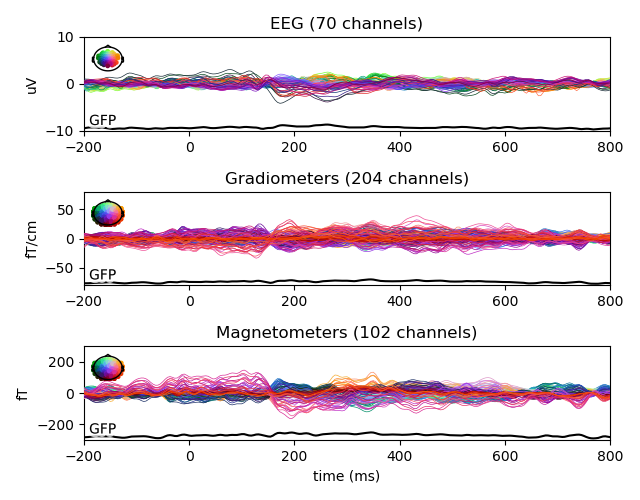 EEG (70 channels)
10
0
−10
uV
GFP
−200 0 200 400 600 800
Gradiometers (204 channels)
50
0
−50
fT/cm
GFP
−200 0 200 400 600 800
Magnetometers (102 channels)
200
0
−200
fT
GFP
−200 0 200 400 600 800
time (ms)